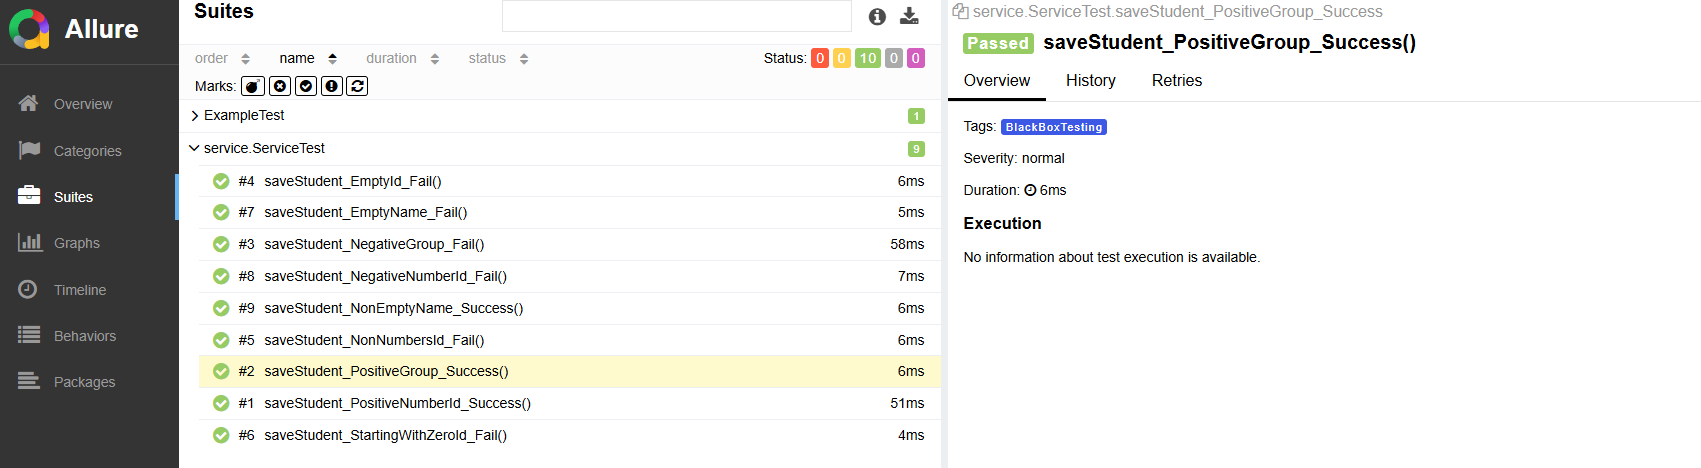 Allure
Overview
Categories
Suites
Graphs
Timeline
Behaviors
Packages
Suites
order name duration status Status: 0 0 10 0 0
Marks:
ExampleTest 1
service.ServiceTest 9
#4 saveStudent_EmptyId_Fail() 6ms
#7 saveStudent_EmptyName_Fail() 5ms
#3 saveStudent_NegativeGroup_Fail() 58ms
#8 saveStudent_NegativeNumberId_Fail() 7ms
#9 saveStudent_NonEmptyName_Success() 6ms
#5 saveStudent_NonNumbersId_Fail() 6ms
#2 saveStudent_PositiveGroup_Success() 6ms
#1 saveStudent_PositiveNumberId_Success() 51ms
#6 saveStudent_StartingWithZeroId_Fail() 4ms
service.ServiceTest.saveStudent_PositiveGroup_Success
Passed saveStudent_PositiveGroup_Success()
Overview History Retries
Tags: BlackBoxTesting
Severity: normal
Duration: 6ms
Execution
No information about test execution is available.